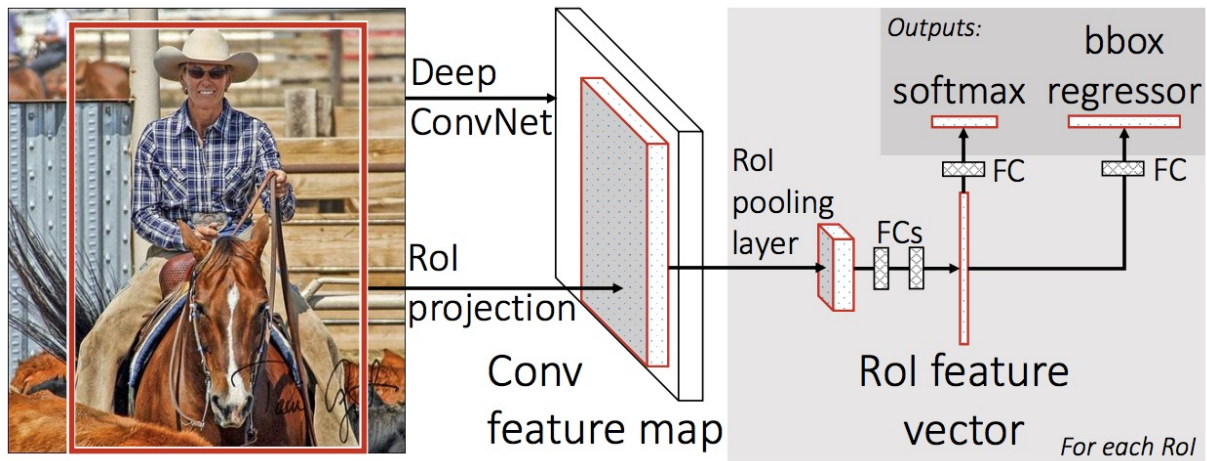 Deep
ConvNet
RoI
projection
Conv
feature map
RoI
pooling
layer
FCs
RoI feature
vector
For each RoI
Outputs:
softmax
bbox
regressor
FC
FC